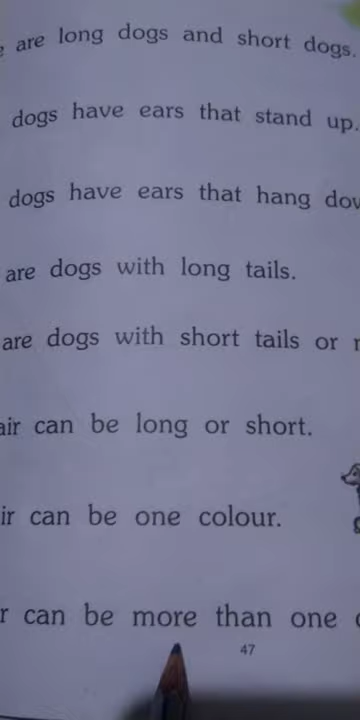 are long dogs and short dogs.
dogs have ears that stand up.
dogs have ears that hang
are dogs with long tails.
are dogs with short tails or
can be long or short.
can be one colour.
can be more than one
47